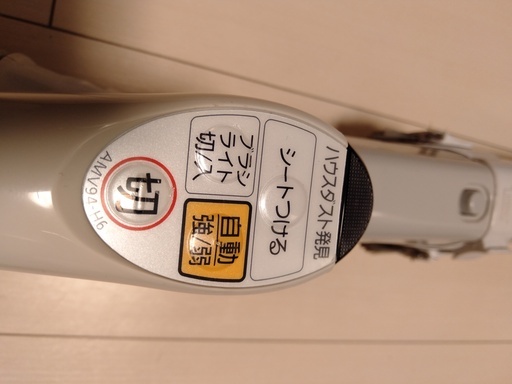 ハウスダスト発見
シートつける
ブラシ
ライト
切/入
自動
強/弱
切
AMV94-H9